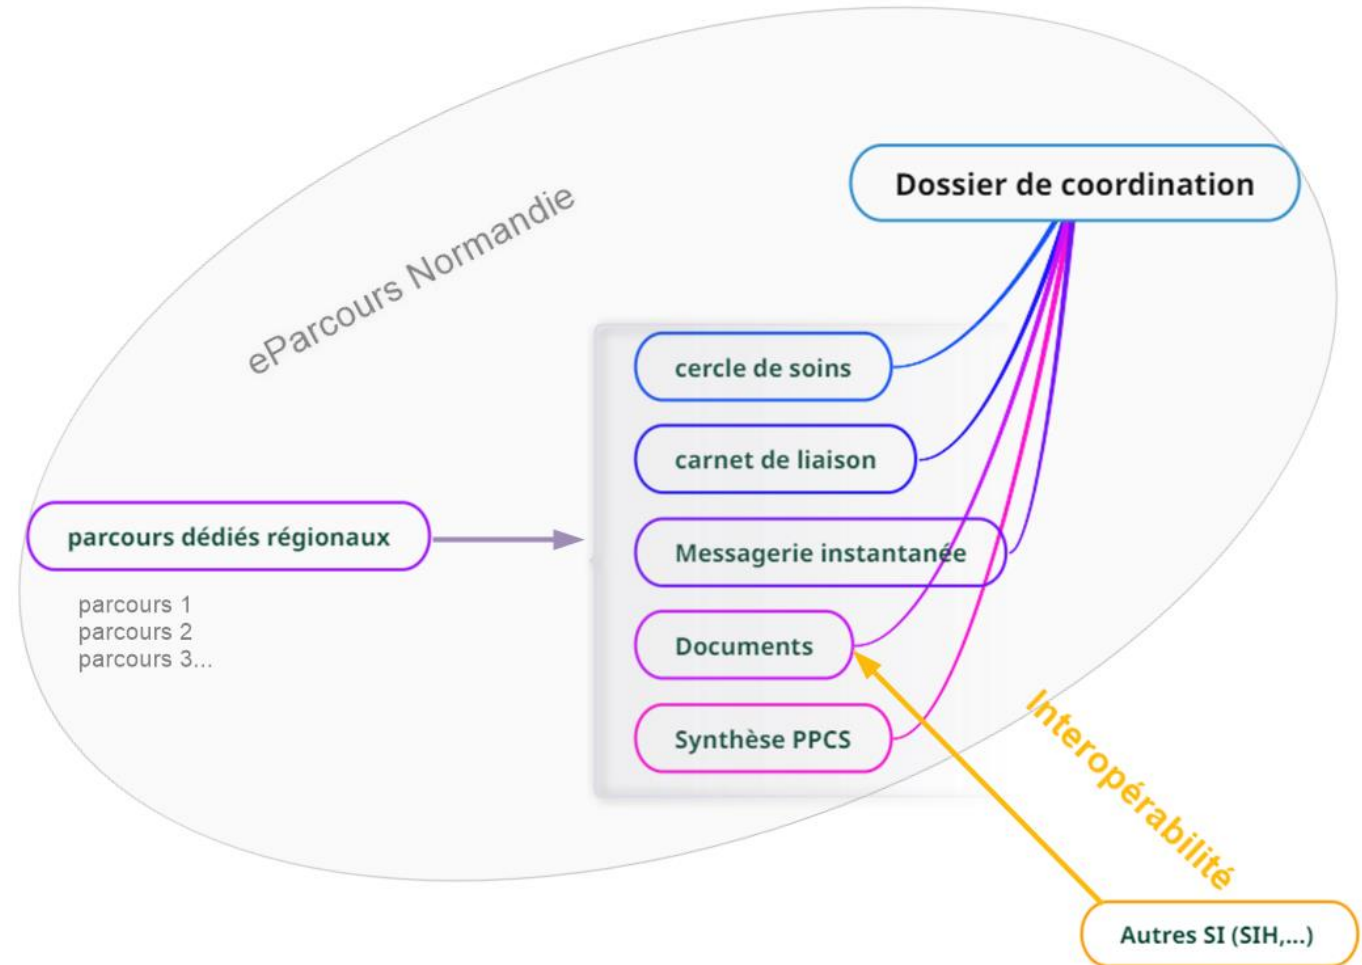 Dossier de coordination
eParcours Normandie
cercle de soins
carnet de liaison
parcours dédiés régionaux
Messagerie instantanée
parcours 1
parcours 2
parcours 3...
Documents
Synthèse PPCS
Interopérabilité
Autres SI (SIH,...)